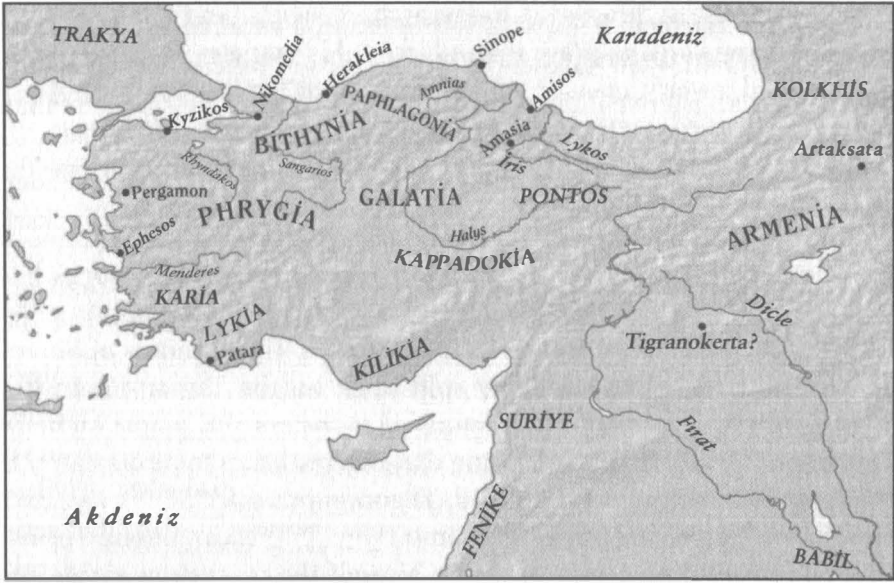 TRAKYA
Karadeniz
Sinope
Herakleia
Nikomedia
Amnias
Amisos
KOLKHİS
PAPHLAGONİA
Kyzikos
BITHYNİA
Amasia
Lykos
Artaksata
Rhyndakos
Sangarios
İris
Pergamon
GALATİA
PONTOS
PHRYGİA
ARMENİA
Ephesos
Halys
KAPPADOKİA
Menderes
KARİA
Dicle
LYKİA
Tigranokerta?
Patara
KİLİKİA
SURİYE
Fırat
Akdeniz
FENİKE
BABİL